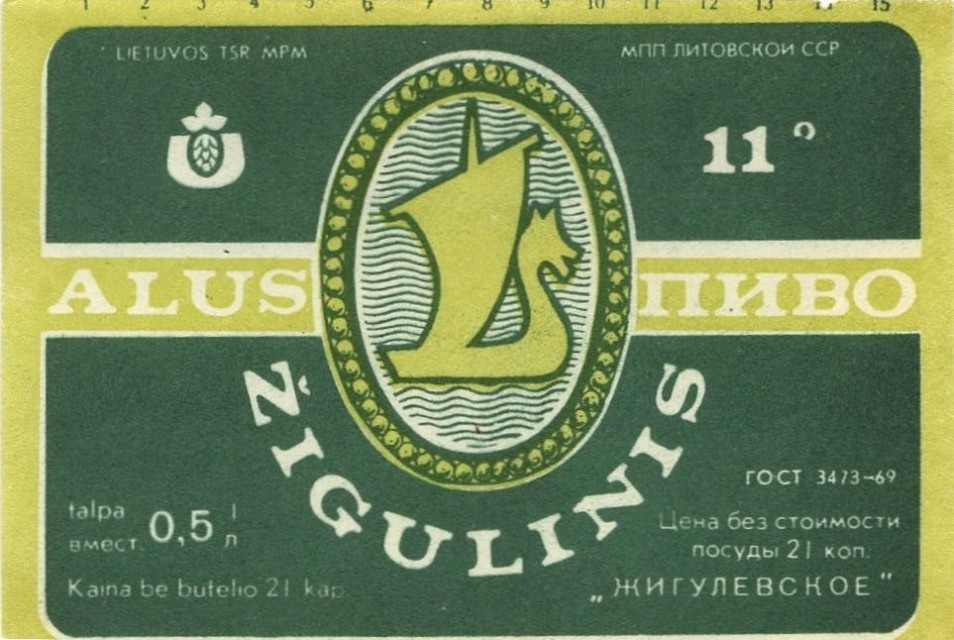 1 2 3 4 5 6 7 8 9 10 11 12 13 14 15
LIETUVOS TSR MPM
МПП ЛИТОВСКОЙ ССР
11°
ALUS
ПИВО
ŽIGULINIS
ГОСТ 3473-69
talpa
вмест.
0,5
l
л
Цена без стоимости
посуды 21 коп.
Kaina be butelio 21 kap.
„ЖИГУЛЕВСКОЕ"